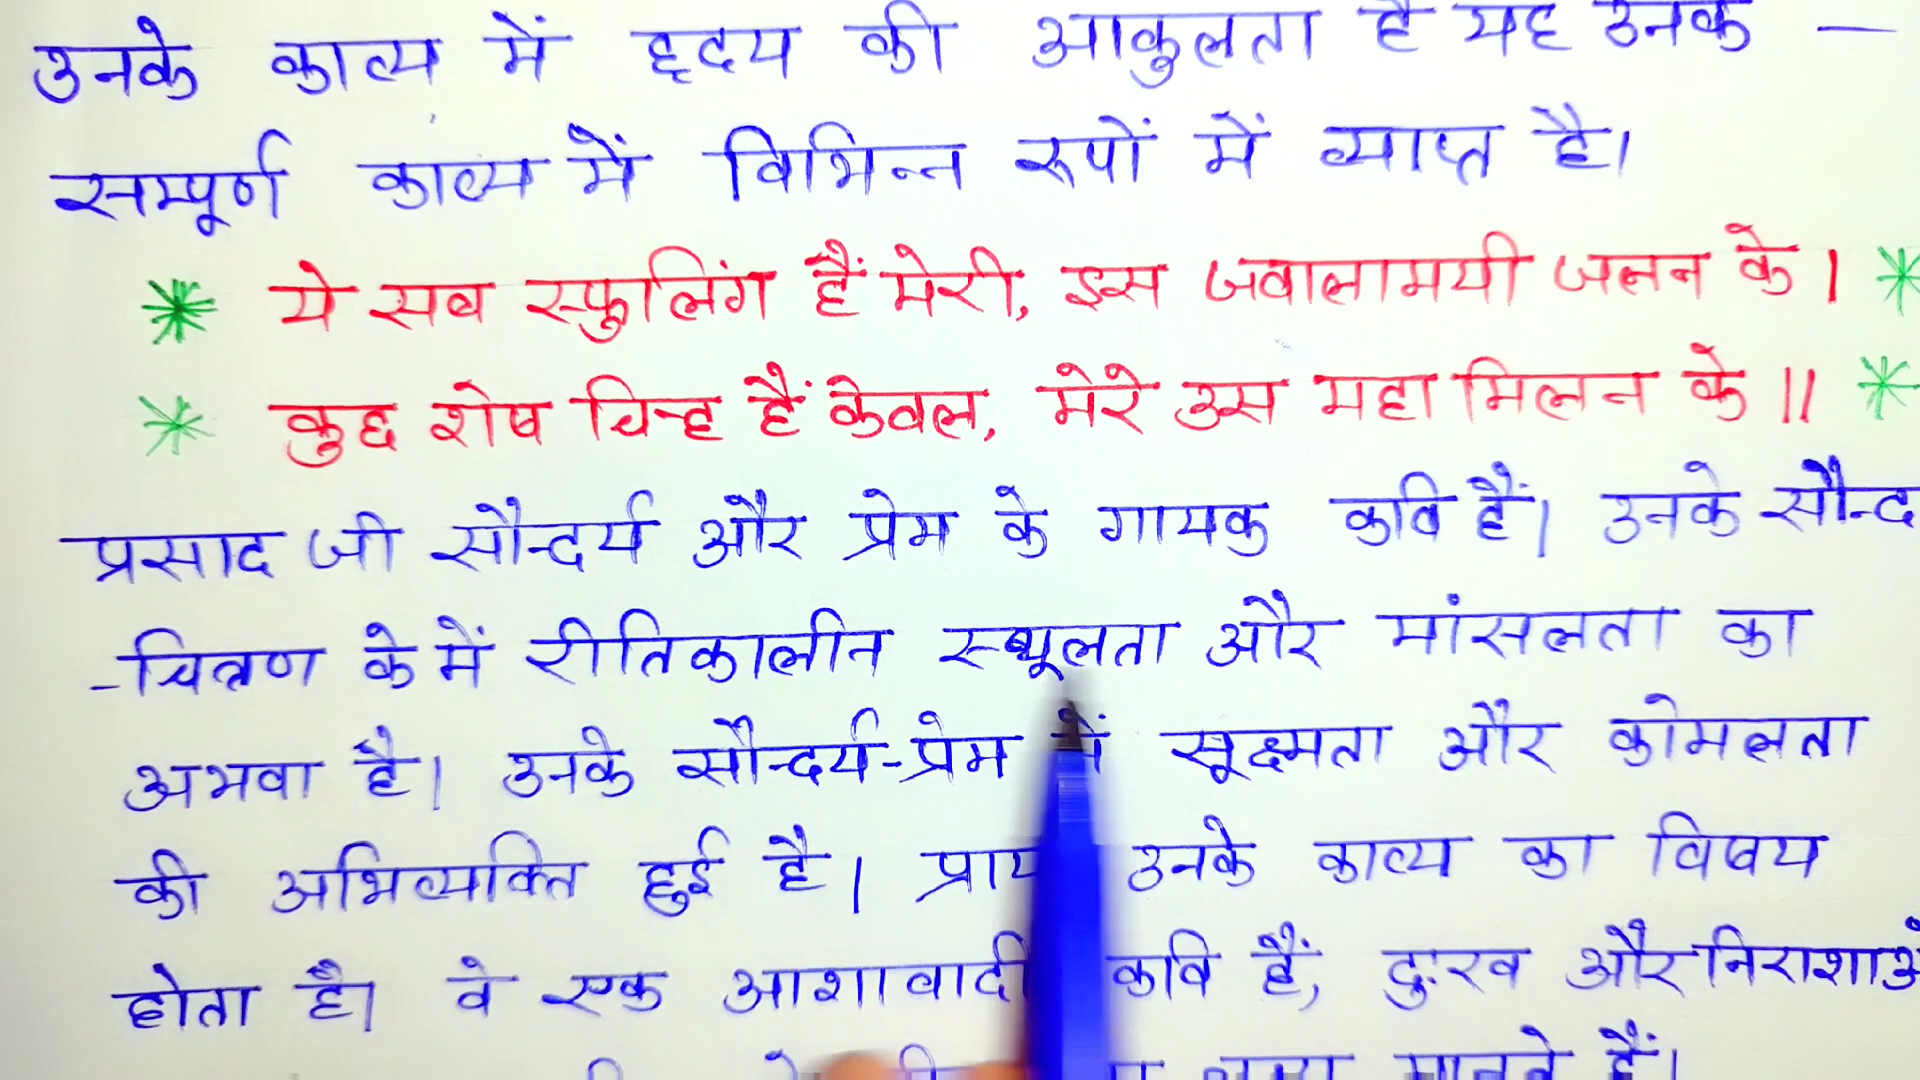 उनके काव्य में हृदय की आकुलता है यह उनके —
सम्पूर्ण काव्य में विभिन्न रूपों में व्याप्त है।
ये सब स्फुलिंग हैं मेरी, इस ज्वालामयी जलन के।
कुछ शेष चिन्ह हैं केवल, मेरे उस महा मिलन के॥
प्रसाद जी सौन्दर्य और प्रेम के गायक कवि हैं। उनके सौन्द
-चित्रण के में रीतिकालीन स्थूलता और मांसलता का
अभवा है। उनके सौन्दर्य-प्रेम में सूक्ष्मता और कोमलता
की अभिव्यक्ति हुई है। प्राय उनके काव्य का विषय
होता है। वे एक आशावादी कवि हैं, दुःख और निराशाओ
मानते हैं।